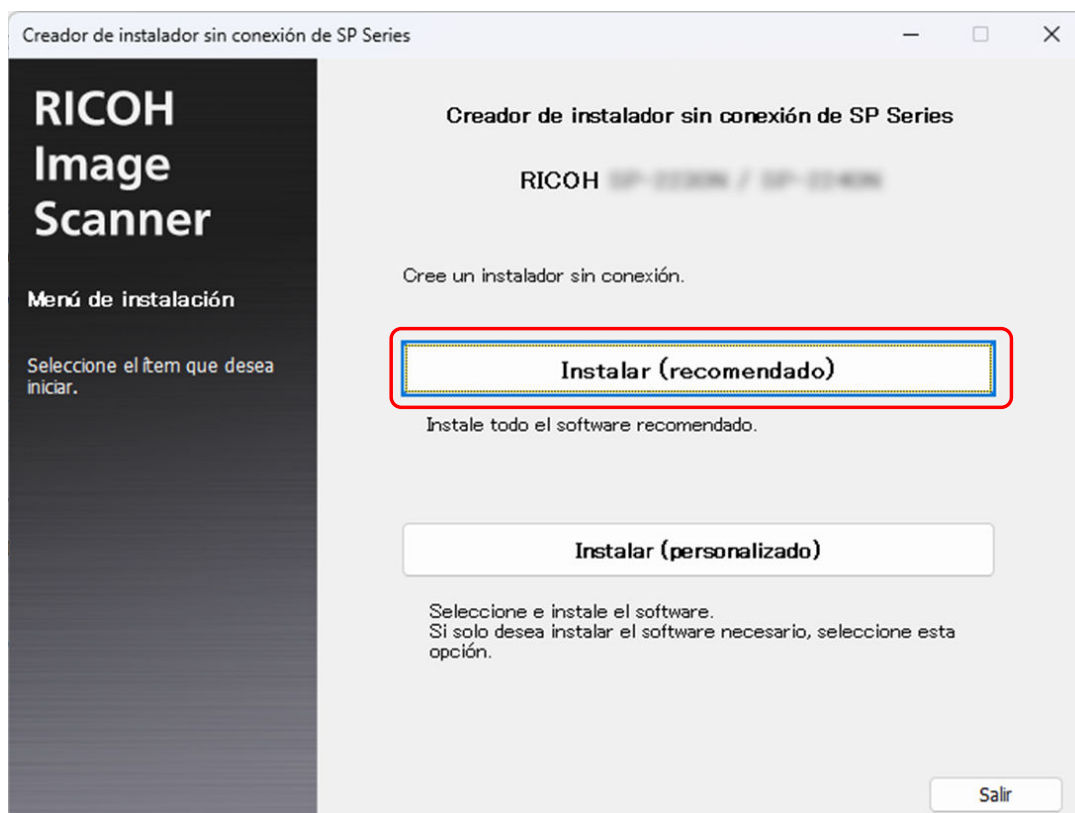 Creador de instalador sin conexión de SP Series
RICOH
Image
Scanner
Menú de instalación
Seleccione el ítem que desea
iniciar.
Creador de instalador sin conexión de SP Series
RICOH
Cree un instalador sin conexión.
Instalar (recomendado)
Instale todo el software recomendado.
Instalar (personalizado)
Seleccione e instale el software.
Si solo desea instalar el software necesario, seleccione esta
opción.
Salir